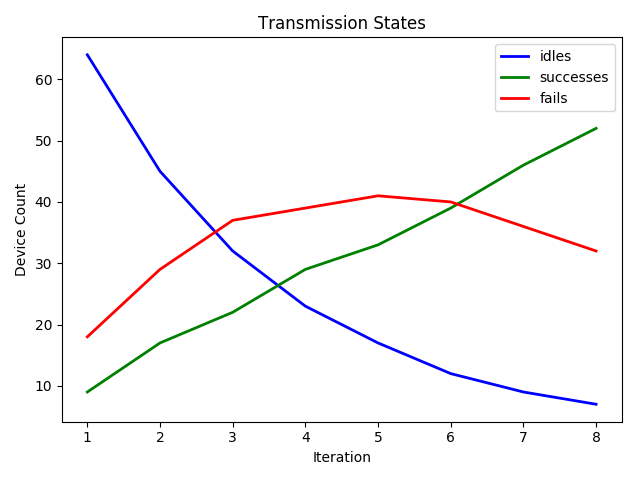 Transmission States
idles
successes
fails
Device Count
60
50
40
30
20
10
1 2 3 4 5 6 7 8
Iteration